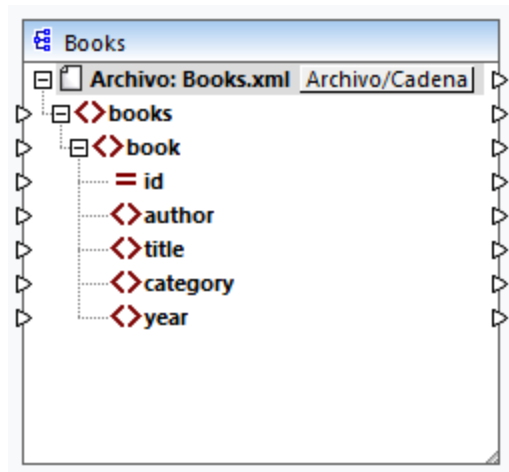 Books
Archivo: Books.xml Archivo/Cadena
books
book
id
author
title
category
year